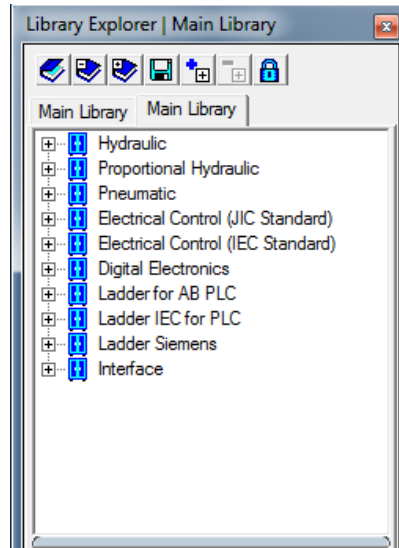 Library Explorer | Main Library
Main Library Main Library
Hydraulic
Proportional Hydraulic
Pneumatic
Electrical Control (JIC Standard)
Electrical Control (IEC Standard)
Digital Electronics
Ladder for AB PLC
Ladder IEC for PLC
Ladder Siemens
Interface